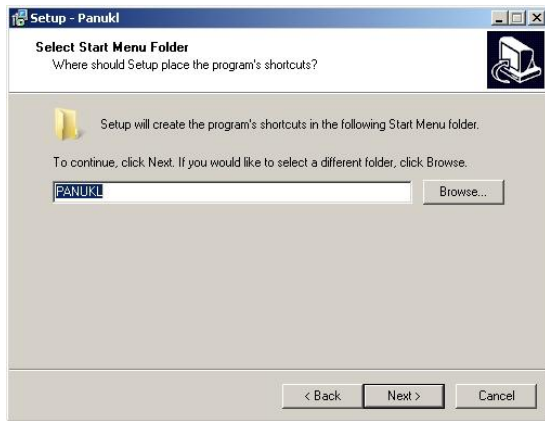 Setup - Panukl
Select Start Menu Folder
Where should Setup place the program's shortcuts?
Setup will create the program's shortcuts in the following Start Menu folder.
To continue, click Next. If you would like to select a different folder, click Browse.
PANUKL
Browse...
< Back
Next >
Cancel